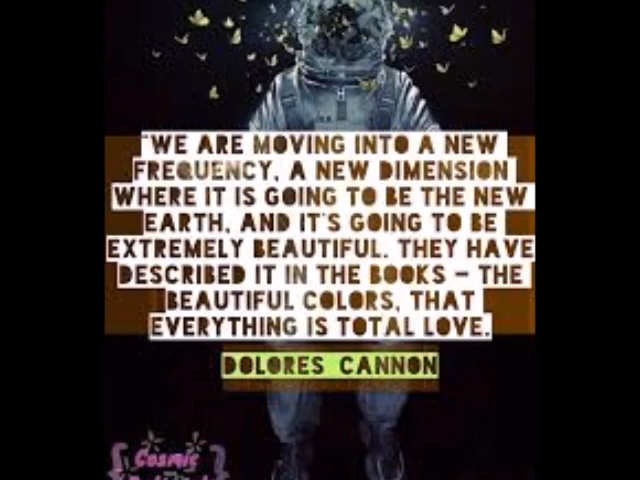 "WE ARE MOVING INTO A NEW
FREQUENCY, A NEW DIMENSION
WHERE IT IS GOING TO BE THE NEW
EARTH, AND IT'S GOING TO BE
EXTREMELY BEAUTIFUL. THEY HAVE
DESCRIBED IT IN THE BOOKS – THE
BEAUTIFUL COLORS, THAT
EVERYTHING IS TOTAL LOVE.
DOLORES CANNON
Cosmic